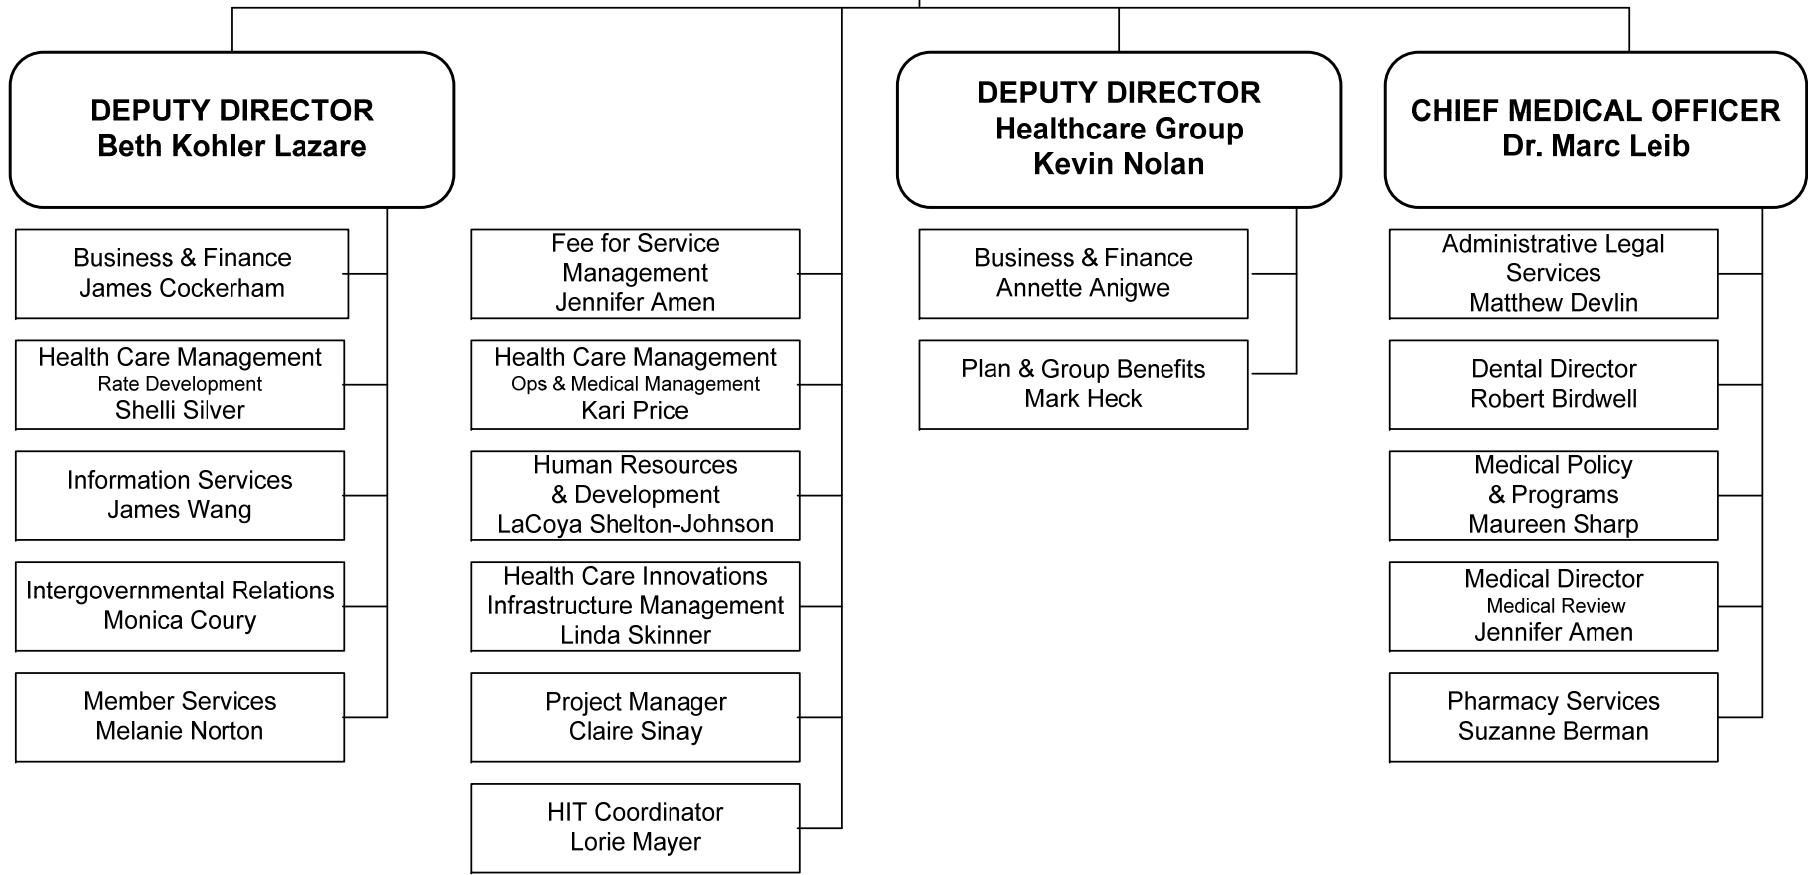 DEPUTY DIRECTOR
Beth Kohler Lazare
Business & Finance
James Cockerham
Health Care Management
Rate Development
Shelli Silver
Information Services
James Wang
Intergovernmental Relations
Monica Coury
Member Services
Melanie Norton
Fee for Service
Management
Jennifer Amen
Health Care Management
Ops & Medical Management
Kari Price
Human Resources
& Development
LaCoya Shelton-Johnson
Health Care Innovations
Infrastructure Management
Linda Skinner
Project Manager
Claire Sinay
HIT Coordinator
Lorie Mayer
DEPUTY DIRECTOR
Healthcare Group
Kevin Nolan
Business & Finance
Annette Anigwe
Plan & Group Benefits
Mark Heck
CHIEF MEDICAL OFFICER
Dr. Marc Leib
Administrative Legal
Services
Matthew Devlin
Dental Director
Robert Birdwell
Medical Policy
& Programs
Maureen Sharp
Medical Director
Medical Review
Jennifer Amen
Pharmacy Services
Suzanne Berman